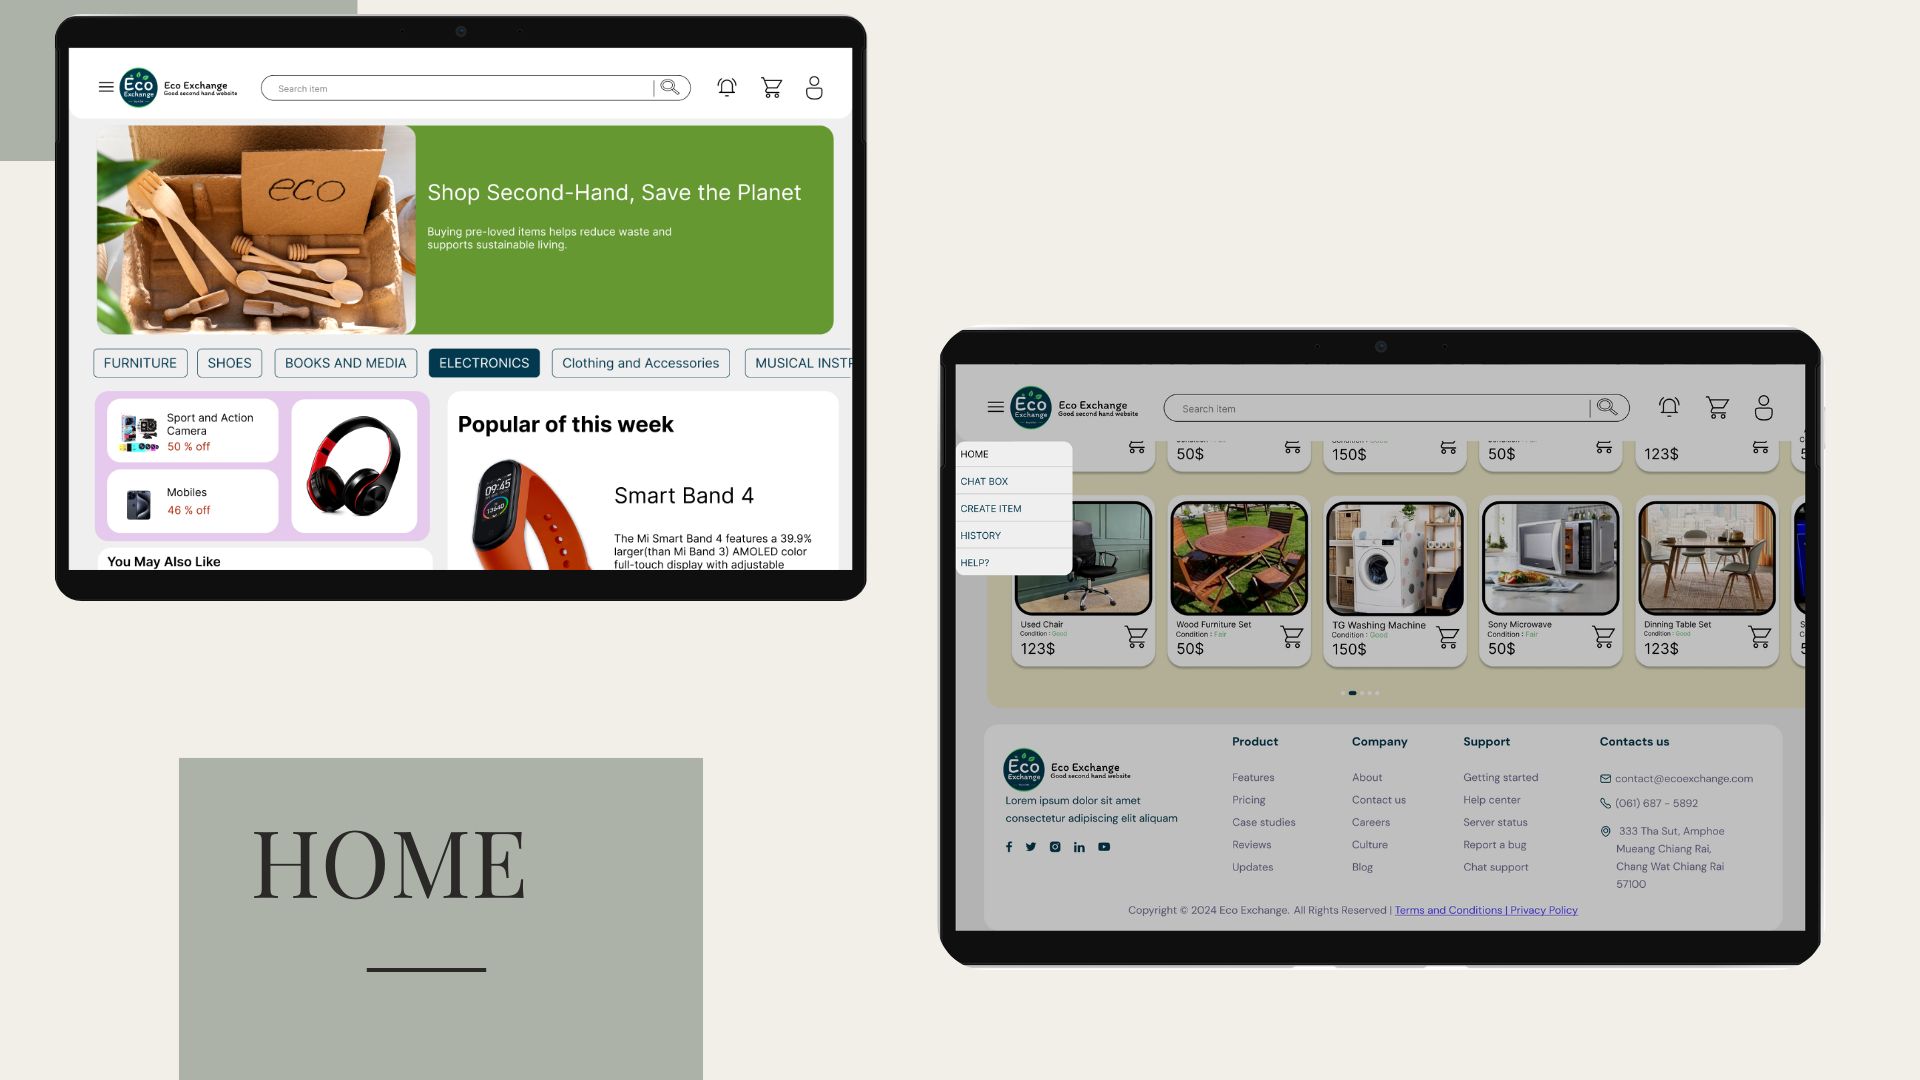 Eco
Exchange
Eco Exchange
Good second hand website
Search item
eco
Shop Second-Hand, Save the Planet
Buying pre-loved items helps reduce waste and
supports sustainable living.
FURNITURE
SHOES
BOOKS AND MEDIA
ELECTRONICS
Clothing and Accessories
MUSICAL INSTR
Sport and Action
Camera
50 % off
Mobiles
46 % off
You May Also Like
Popular of this week
09:45
Smart Band 4
The Mi Smart Band 4 features a 39.9%
larger(than Mi Band 3) AMOLED color
full-touch display with adjustable
Eco
Exchange
Eco Exchange
Good second hand website
Search item
HOME
CHAT BOX
CREATE ITEM
HISTORY
HELP?
50$
150$
50$
123$
Used Chair
Condition : Good
123$
Wood Furniture Set
Condition : Fair
50$
TG Washing Machine
Condition : Good
150$
Sony Microwave
Condition : Fair
50$
Dinning Table Set
Condition : Good
123$
Eco
Exchange
Eco Exchange
Good second hand website
Lorem ipsum dolor sit amet
consectetur adipiscing elit aliquam
Product
Features
Pricing
Case studies
Reviews
Updates
Company
About
Contact us
Careers
Culture
Blog
Support
Getting started
Help center
Server status
Report a bug
Chat support
Contacts us
contact@ecoexchange.com
(061) 687 - 5892
333 Tha Sut, Amphoe
Mueang Chiang Rai,
Chang Wat Chiang Rai
57100
Copyright © 2024 Eco Exchange. All Rights Reserved | Terms and Conditions | Privacy Policy
HOME